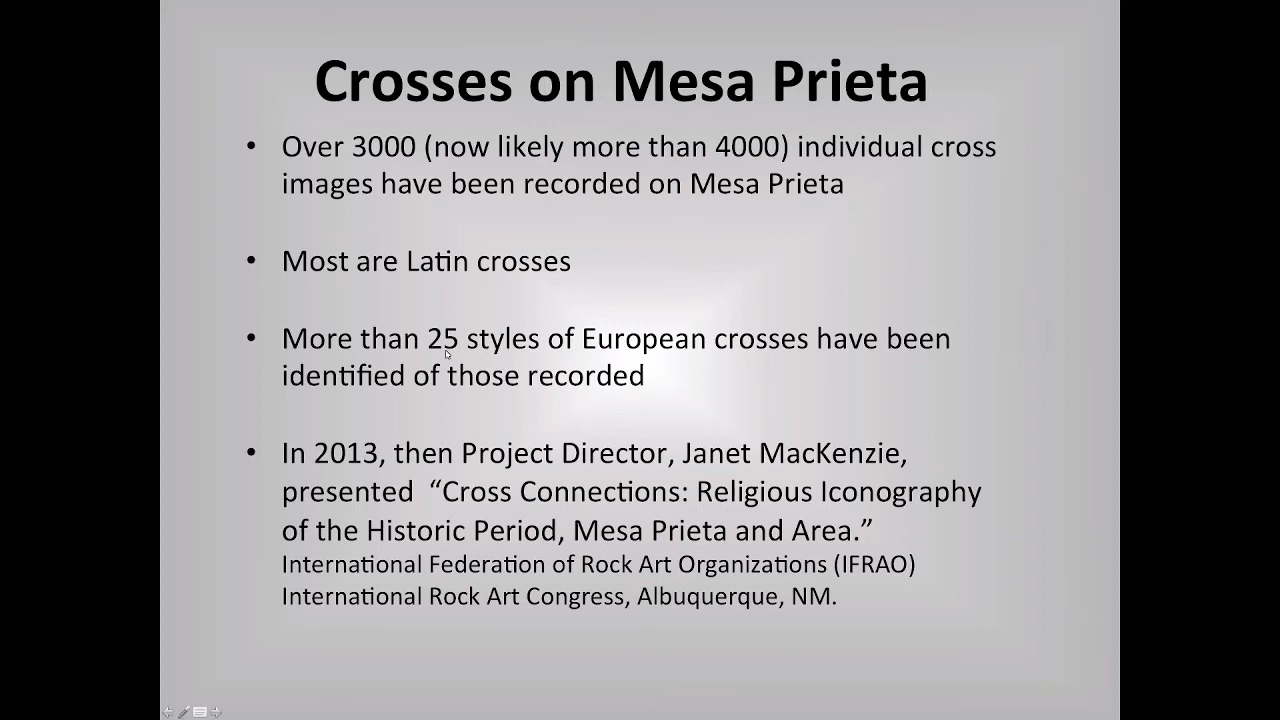 Crosses on Mesa Prieta
• Over 3000 (now likely more than 4000) individual cross
images have been recorded on Mesa Prieta
• Most are Latin crosses
• More than 25 styles of European crosses have been
identified of those recorded
• In 2013, then Project Director, Janet MacKenzie,
presented “Cross Connections: Religious Iconography
of the Historic Period, Mesa Prieta and Area.”
International Federation of Rock Art Organizations (IFRAO)
International Rock Art Congress, Albuquerque, NM.